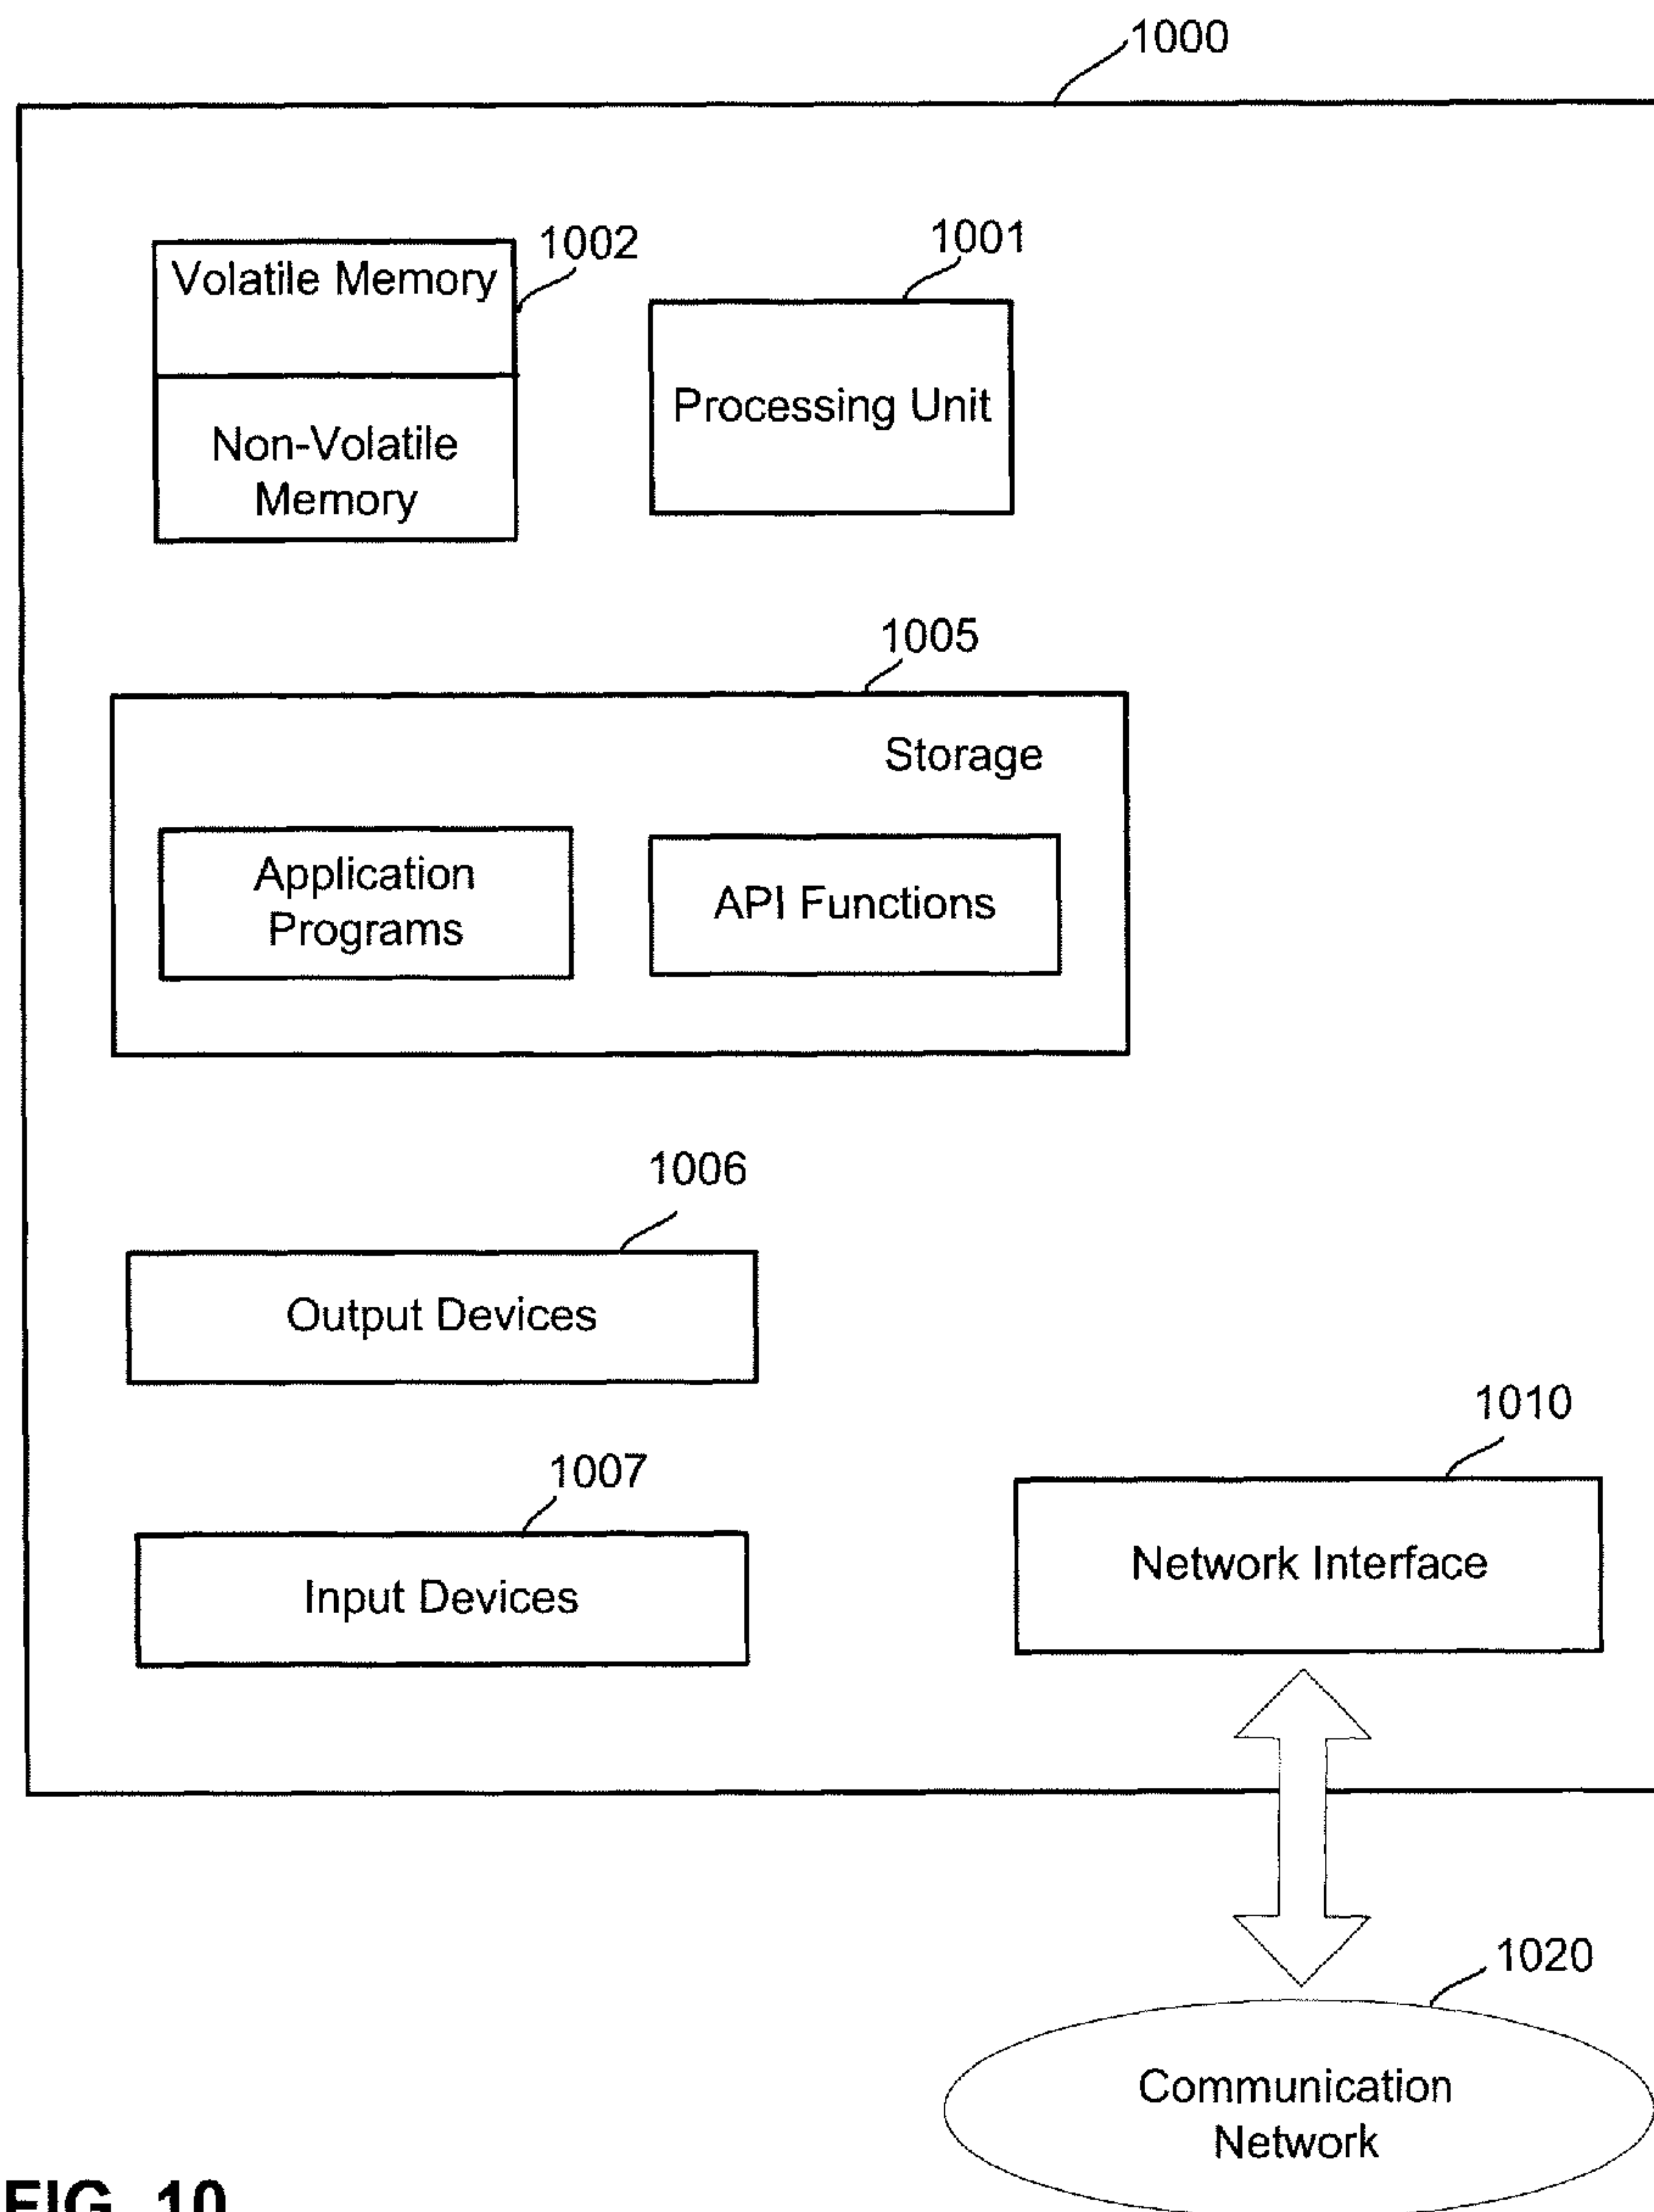 1000
1002
1001
Volatile Memory
Processing Unit
Non-Volatile
Memory
1005
Storage
Application
Programs
API Functions
1006
Output Devices
1010
1007
Network Interface
Input Devices
1020
Communication
Network
FIG. 10